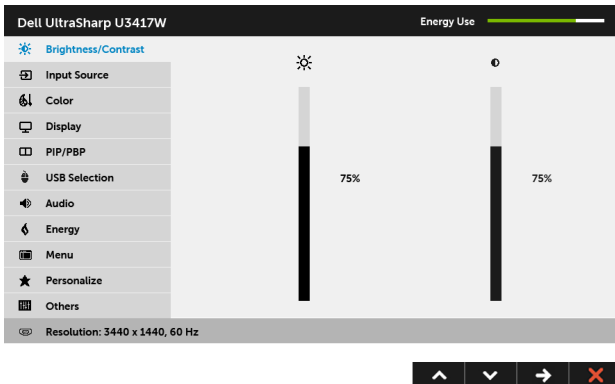 Dell UltraSharp U3417W
Energy Use
Brightness/Contrast
Input Source
Color
Display
PIP/PBP
USB Selection
Audio
Energy
Menu
Personalize
Others
75%
75%
Resolution: 3440 x 1440, 60 Hz